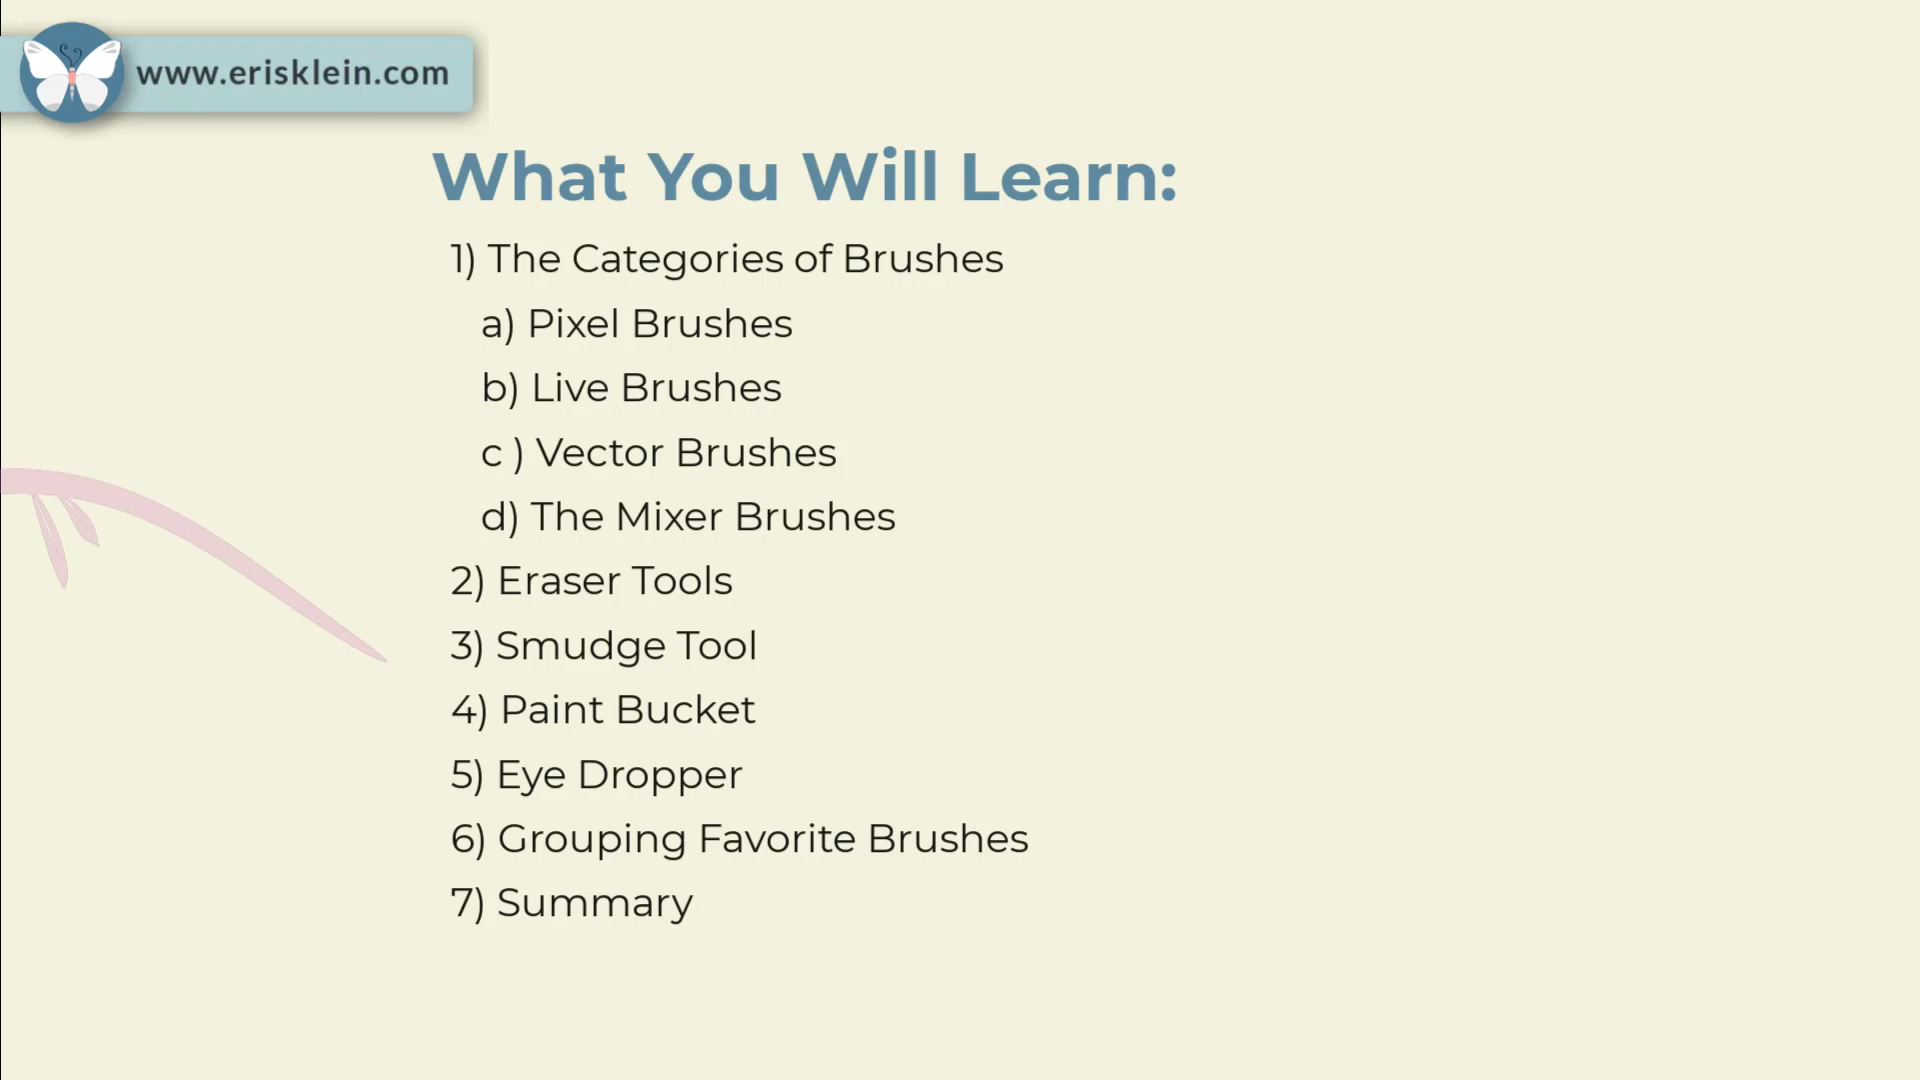 www.erisklein.com
What You Will Learn:
1) The Categories of Brushes
a) Pixel Brushes
b) Live Brushes
c ) Vector Brushes
d) The Mixer Brushes
2) Eraser Tools
3) Smudge Tool
4) Paint Bucket
5) Eye Dropper
6) Grouping Favorite Brushes
7) Summary